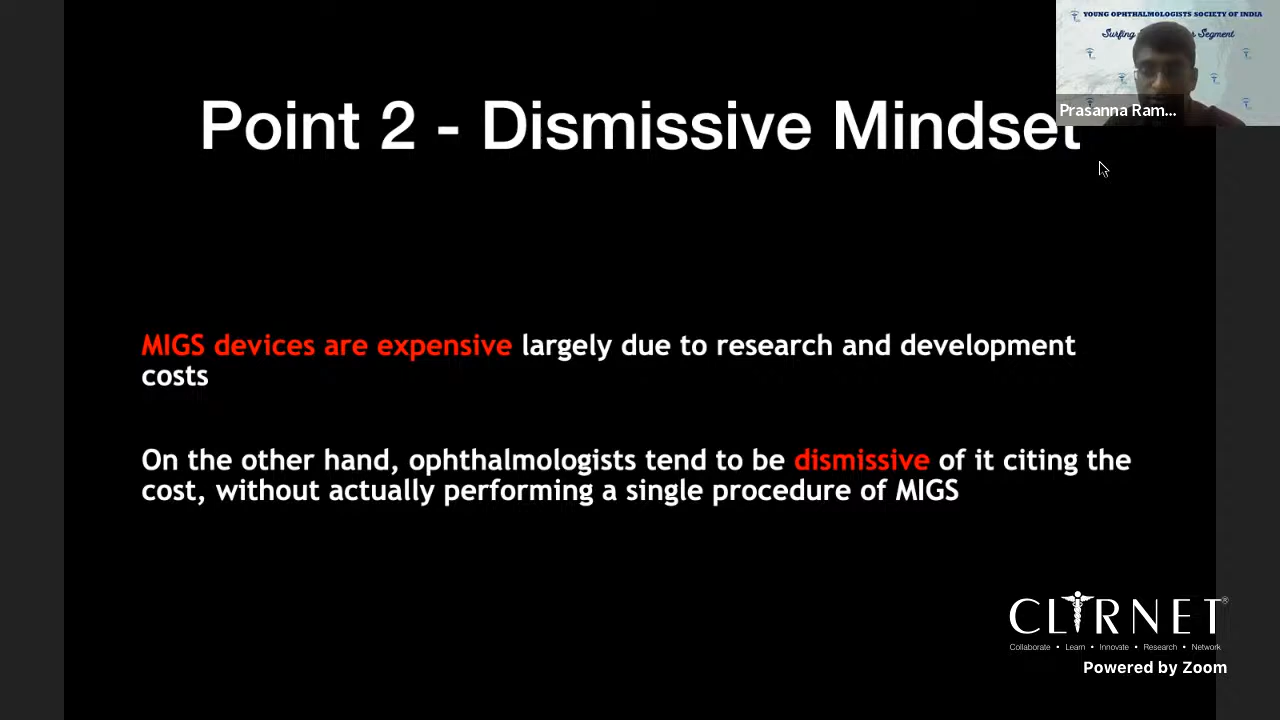 YOUNG OPHTHALMOLOGISTS SOCIETY OF INDIA
Surfing
Segment
Prasanna Ram...
Point 2 - Dismissive Mindset
MIGS devices are expensive largely due to research and development
costs
On the other hand, ophthalmologists tend to be dismissive of it citing the
cost, without actually performing a single procedure of MIGS
CLIRNET®
Collaborate • Learn • Innovate • Research • Network
Powered by Zoom